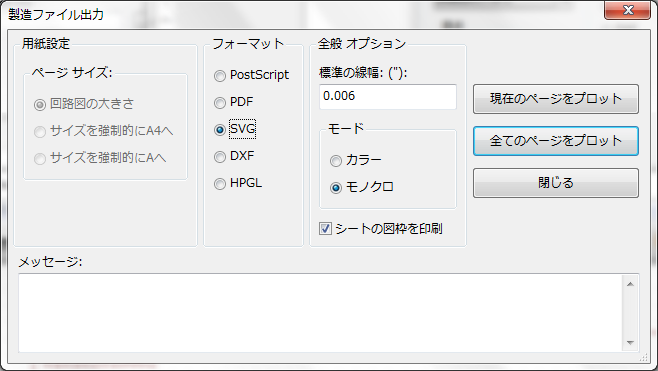 製造ファイル出力
用紙設定
ページ サイズ:
回路図の大きさ
サイズを強制的にA4へ
サイズを強制的にAへ
フォーマット
PostScript
PDF
SVG
DXF
HPGL
全般 オプション
標準の線幅: ("):
0.006
モード
カラー
モノクロ
シートの図枠を印刷
現在のページをプロット
全てのページをプロット
閉じる
メッセージ: